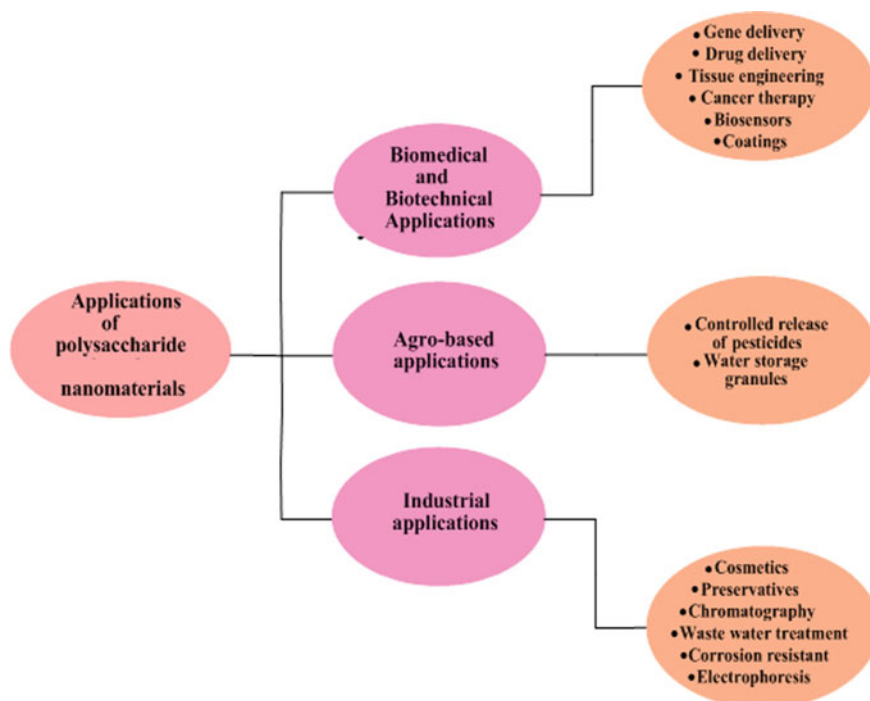 Applications
of
polysaccharide
nanomaterials
Biomedical
and
Biotechnical
Applications
Agro-based
applications
Industrial
applications
• Gene delivery
• Drug delivery
• Tissue engineering
• Cancer therapy
• Biosensors
• Coatings
• Controlled release
of pesticides
• Water storage
granules
• Cosmetics
• Preservatives
• Chromatography
• Waste water treatment
• Corrosion resistant
• Electrophoresis